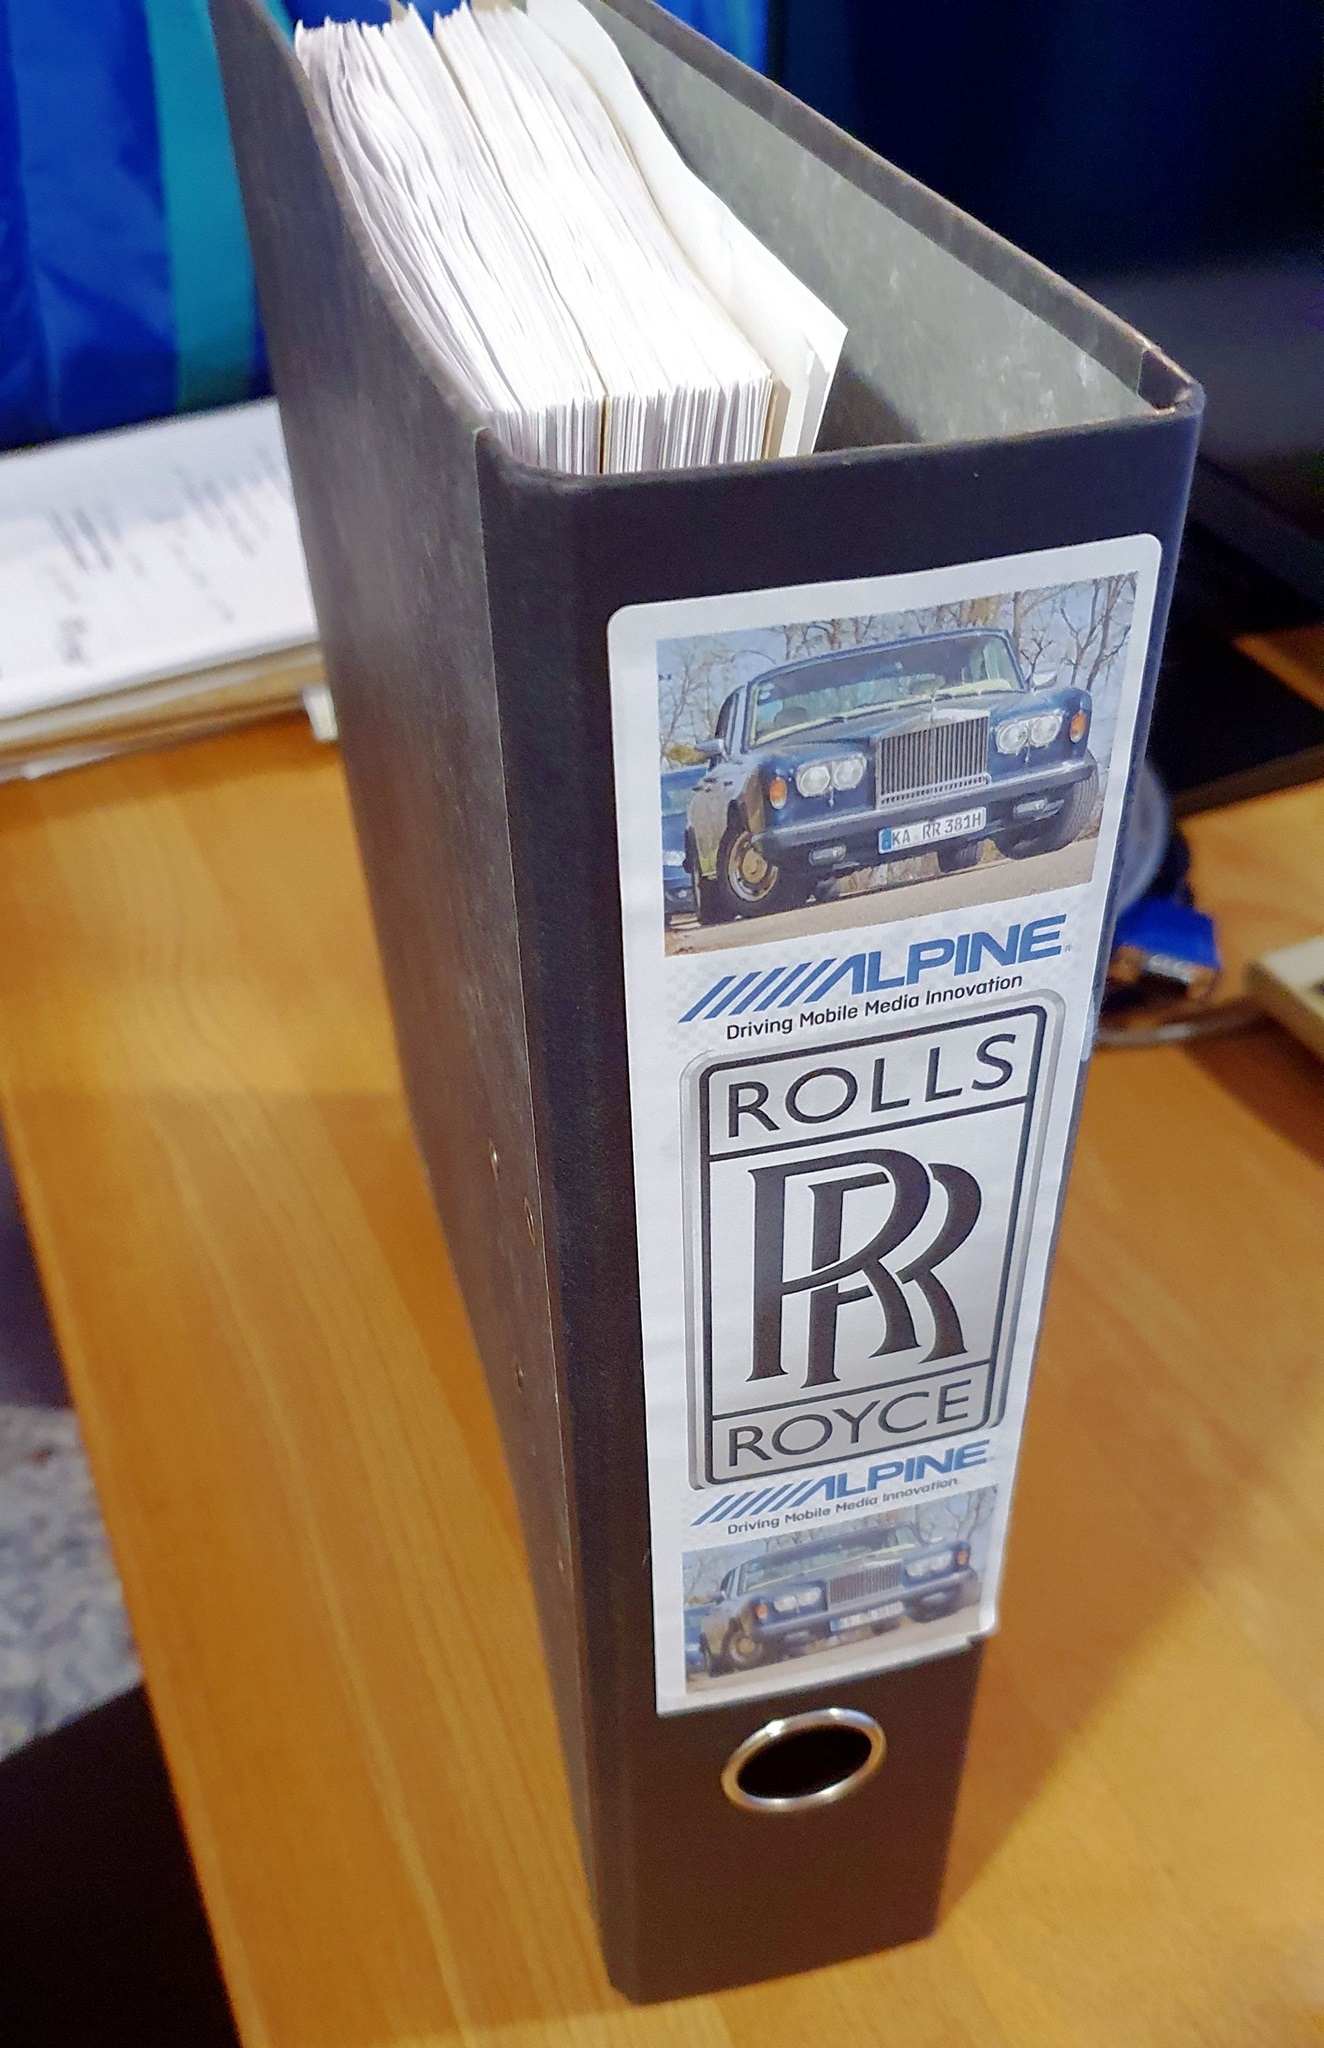 KA RR 381H
ALPINE
Driving Mobile Media Innovation
ROLLS
RR
ROYCE
ALPINE
Driving Mobile Media Innovation